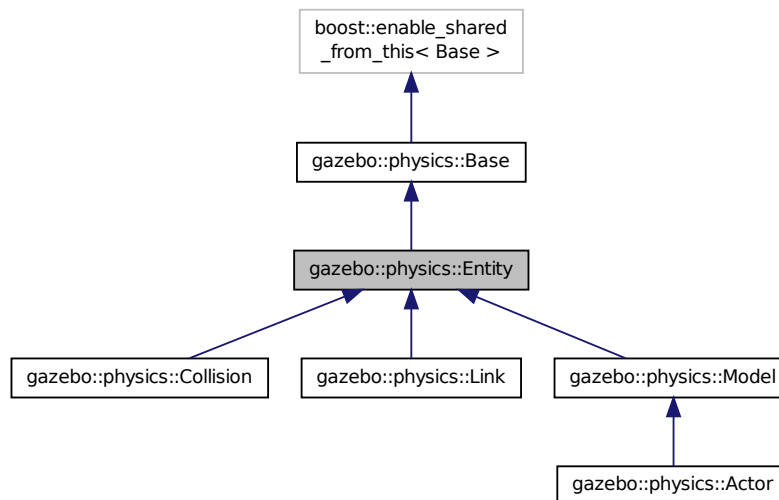 boost::enable_shared
_from_this< Base >
gazebo::physics::Base
gazebo::physics::Entity
gazebo::physics::Collision
gazebo::physics::Link
gazebo::physics::Model
gazebo::physics::Actor